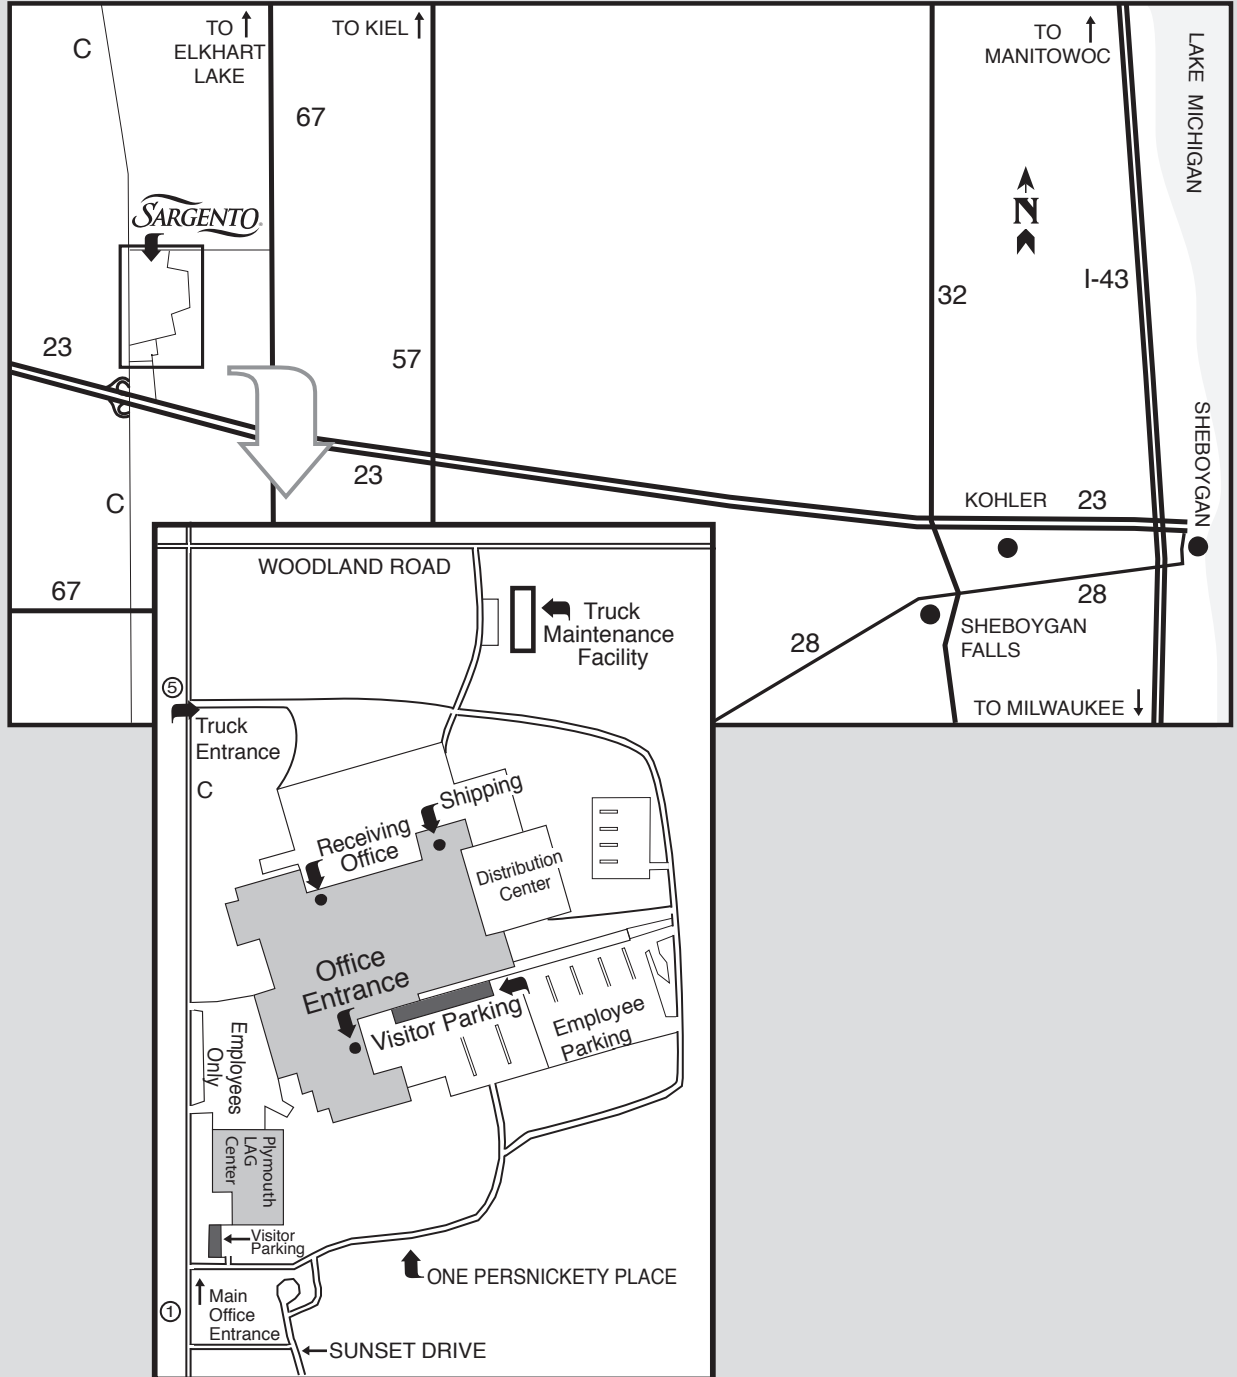 C
TO
ELKHART
LAKE
TO KIEL
67
TO
MANITOWOC
LAKE MICHIGAN
SARGENTO®
N
32
I-43
23
57
23
C
KOHLER
23
SHEBOYGAN
67
28
28
SHEBOYGAN
FALLS
TO MILWAUKEE
WOODLAND ROAD
Truck
Maintenance
Facility
5
Truck
Entrance
C
Shipping
Receiving
Office
Distribution
Center
Office
Entrance
Visitor Parking
Employee
Parking
Employees
Only
Plymouth
LAG
Center
Visitor
Parking
ONE PERSNICKETY PLACE
Main
Office
Entrance
1
SUNSET DRIVE